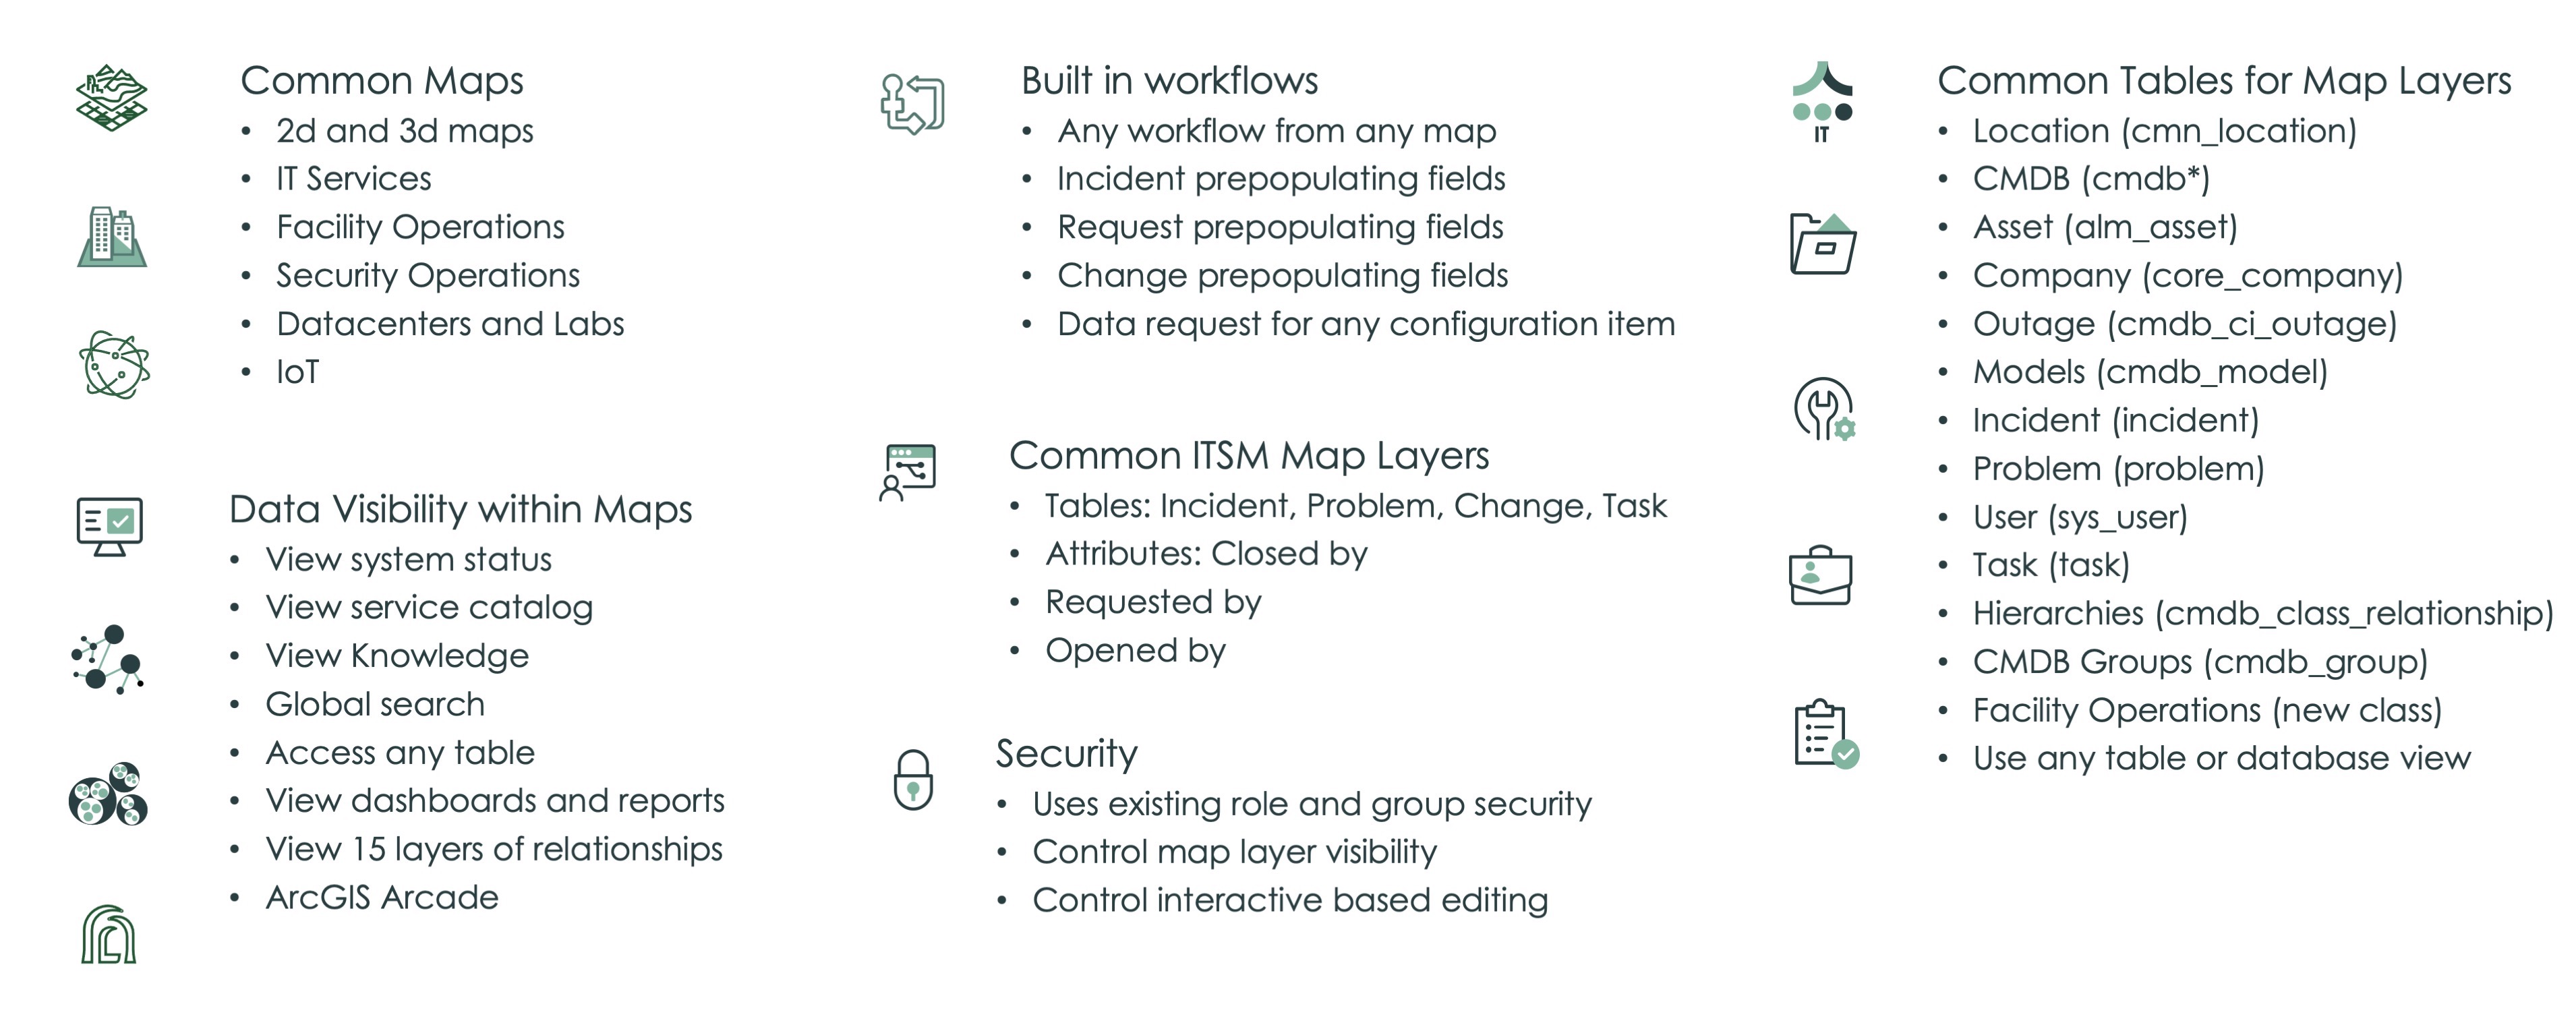 Common Maps
• 2d and 3d maps
• IT Services
• Facility Operations
• Security Operations
• Datacenters and Labs
• IoT
Data Visibility within Maps
• View system status
• View service catalog
• View Knowledge
• Global search
• Access any table
• View dashboards and reports
• View 15 layers of relationships
• ArcGIS Arcade
Built in workflows
• Any workflow from any map
• Incident prepopulating fields
• Request prepopulating fields
• Change prepopulating fields
• Data request for any configuration item
Common ITSM Map Layers
• Tables: Incident, Problem, Change, Task
• Attributes: Closed by
• Requested by
• Opened by
Security
• Uses existing role and group security
• Control map layer visibility
• Control interactive based editing
IT
Common Tables for Map Layers
• Location (cmn_location)
• CMDB (cmdb*)
• Asset (alm_asset)
• Company (core_company)
• Outage (cmdb_ci_outage)
• Models (cmdb_model)
• Incident (incident)
• Problem (problem)
• User (sys_user)
• Task (task)
• Hierarchies (cmdb_class_relationship)
• CMDB Groups (cmdb_group)
• Facility Operations (new class)
• Use any table or database view